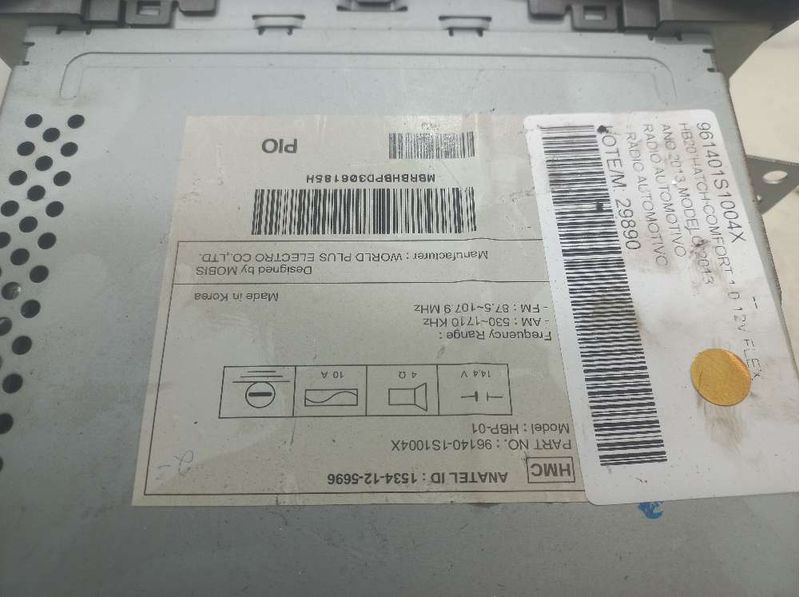 HMC
ANATEL ID : 1534-12-5696
PART NO. : 96140-1S1004X
Model : HBP-01
14.4 V
4 Ω
10 A
Frequency Range :
- AM : 530~1710 KHz
- FM : 87.5~107.9 MHz
Made in Korea
Designed by MOBIS
Manufacturer : WORLD PLUS ELECTRO CO.,LTD.
MBRBHBPD306185H
PIO
961401S1004X
HB20 HATCH-COMFORT 1.0 12V FLEX
ANO 2013 MODELO 2013
RADIO AUTOMOTIVO
RADIO AUTOMOTIVO
LOTE/M. 29890